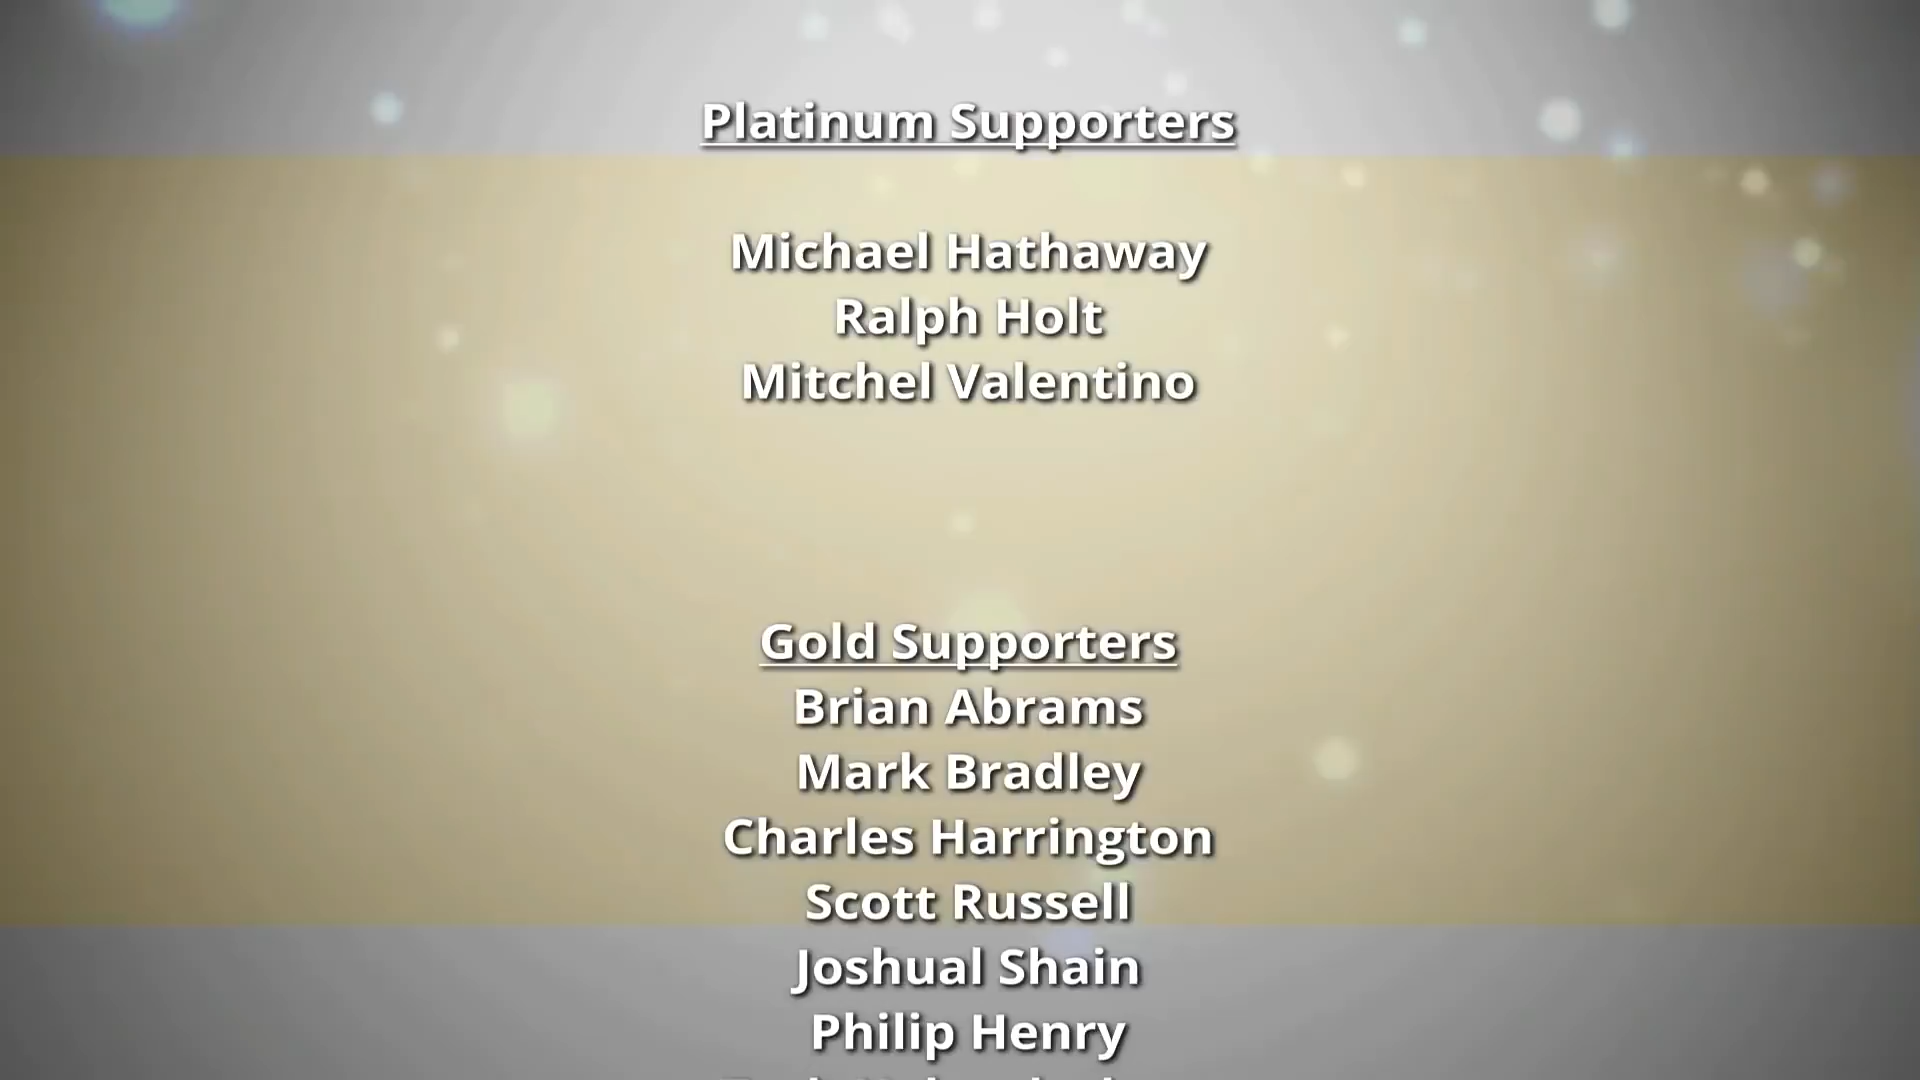 Platinum Supporters
Michael Hathaway
Ralph Holt
Mitchel Valentino
Gold Supporters
Brian Abrams
Mark Bradley
Charles Harrington
Scott Russell
Joshual Shain
Philip Henry